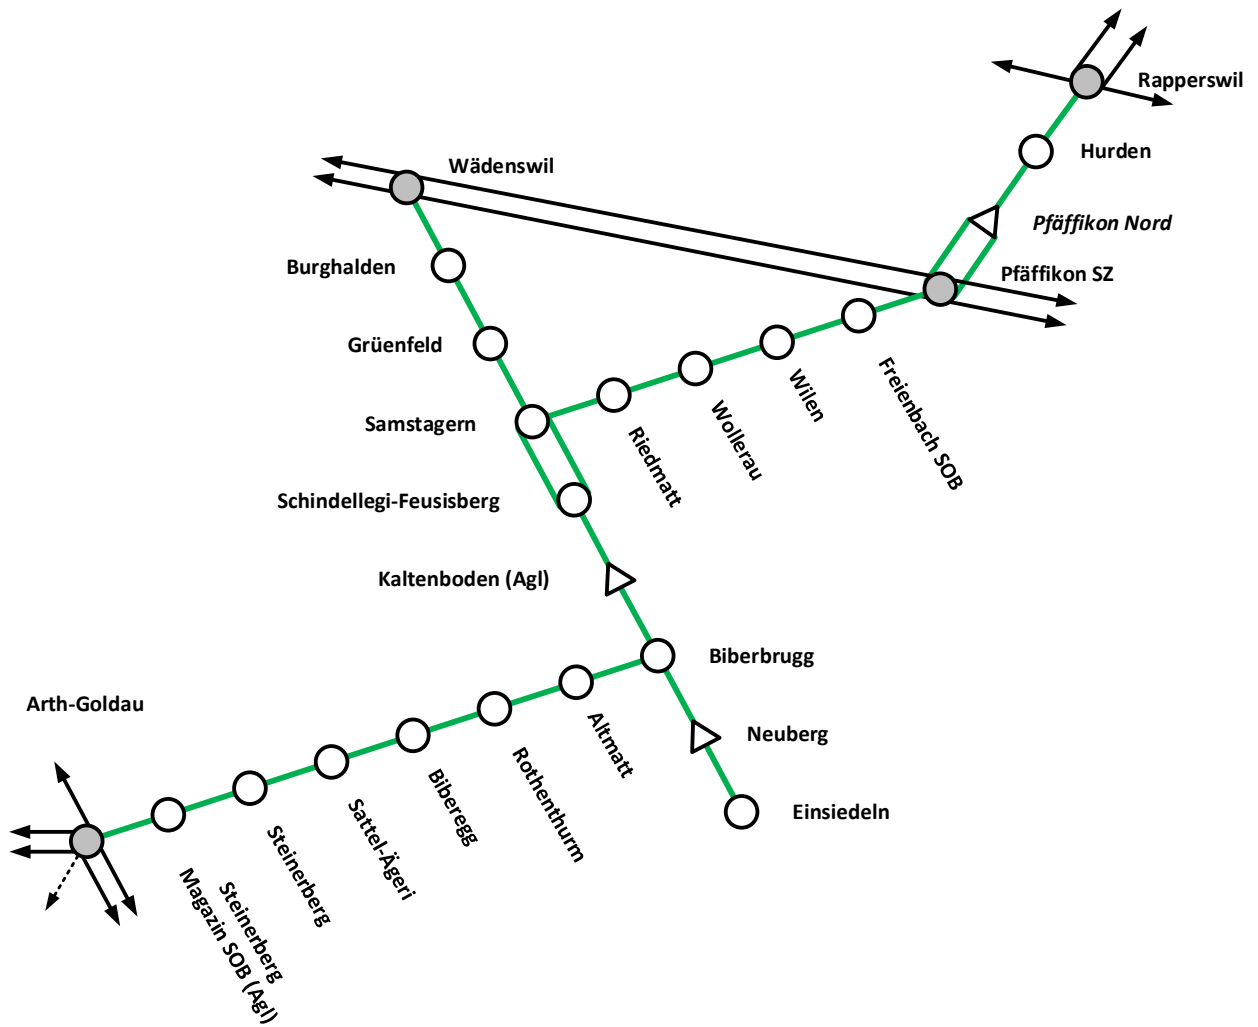 Rapperswil
Hurden
Wädenswil
Pfäffikon Nord
Burghalden
Pfäffikon SZ
Grüenfeld
Samstagern
Riedmatt
Wollerau
Wilen
Freienbach SOB
Schindellegi-Feusisberg
Kaltenboden (Agl)
Biberbrugg
Arth-Goldau
Neuberg
Altmatt
Rothenthurm
Biberegg
Sattel-Ägeri
Steinerberg
Steinerberg
Magazin SOB (Agl)
Einsiedeln